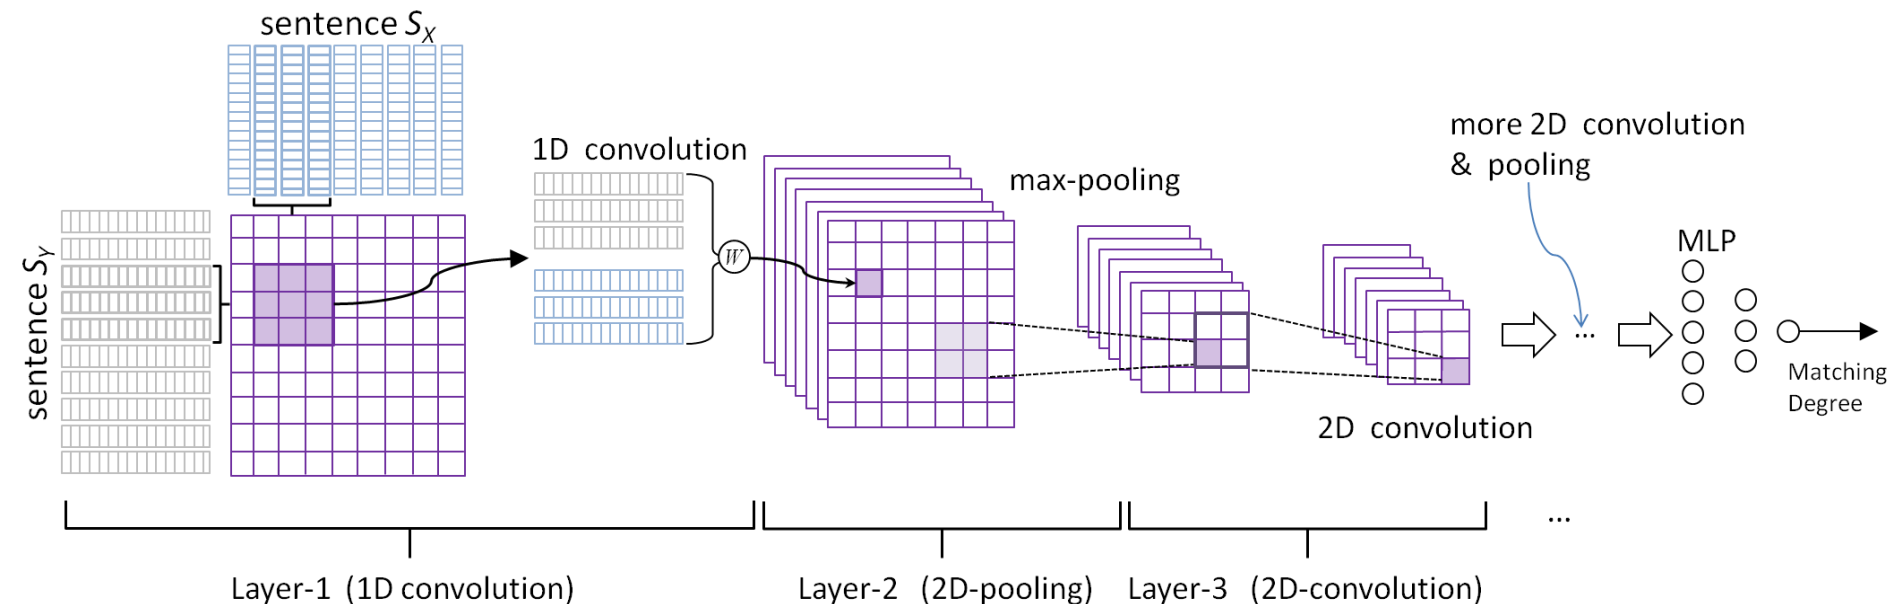 sentence S_X
sentence S_Y
1D convolution
W
max-pooling
more 2D convolution
& pooling
...
MLP
Matching
Degree
2D convolution
...
Layer-1 (1D convolution)
Layer-2 (2D-pooling)
Layer-3 (2D-convolution)